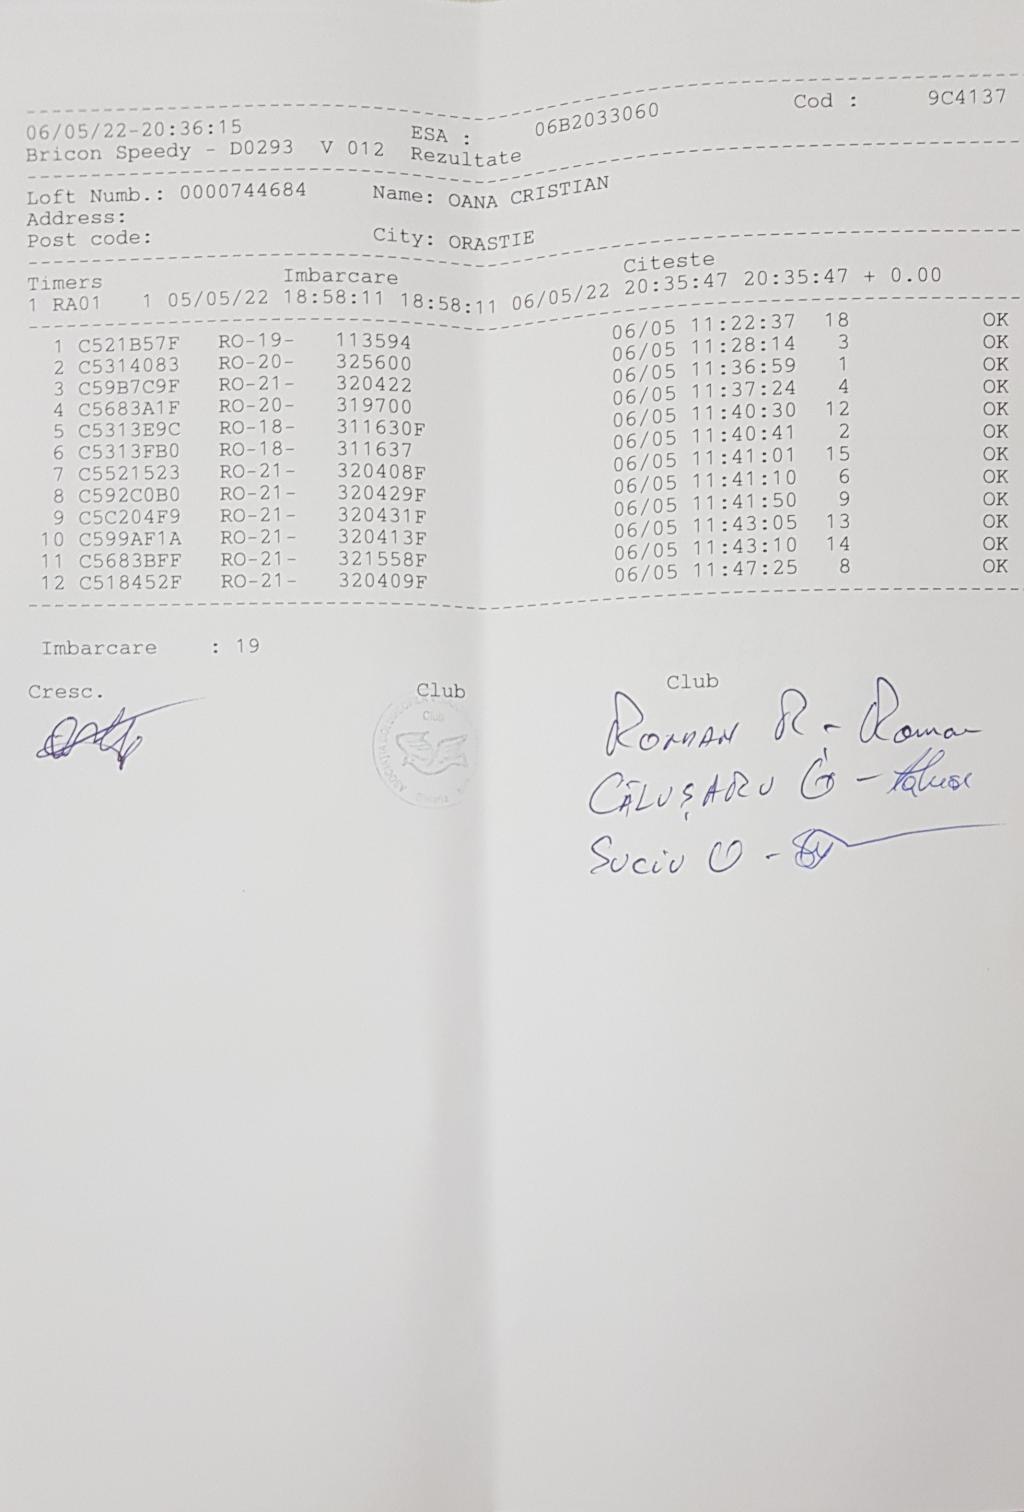 06/05/22-20:36:15 ESA : 06B2033060 Cod : 9C4137
Bricon Speedy - D0293 V 012 Rezultate
Loft Numb.: 0000744684 Name: OANA CRISTIAN
Address:
Post code: City: ORASTIE
Timers Imbarcare Citeste
1 RA01 1 05/05/22 18:58:11 18:58:11 06/05/22 20:35:47 20:35:47 + 0.00
1 C521B57F RO-19- 113594 06/05 11:22:37 18 OK
2 C5314083 RO-20- 325600 06/05 11:28:14 3 OK
3 C59B7C9F RO-21- 320422 06/05 11:36:59 1 OK
4 C5683A1F RO-20- 319700 06/05 11:37:24 4 OK
5 C5313E9C RO-18- 311630F 06/05 11:40:30 12 OK
6 C5313FB0 RO-18- 311637 06/05 11:40:41 2 OK
7 C5521523 RO-21- 320408F 06/05 11:41:01 15 OK
8 C592C0B0 RO-21- 320429F 06/05 11:41:10 6 OK
9 C5C204F9 RO-21- 320431F 06/05 11:41:50 9 OK
10 C599AF1A RO-21- 320413F 06/05 11:43:05 13 OK
11 C5683BFF RO-21- 321558F 06/05 11:43:10 14 OK
12 C518452F RO-21- 320409F 06/05 11:47:25 8 OK
Imbarcare : 19
Cresc. Club Club
Club
ROMAN R - Roman
CĂLUȘARU G -
SUCIU O -